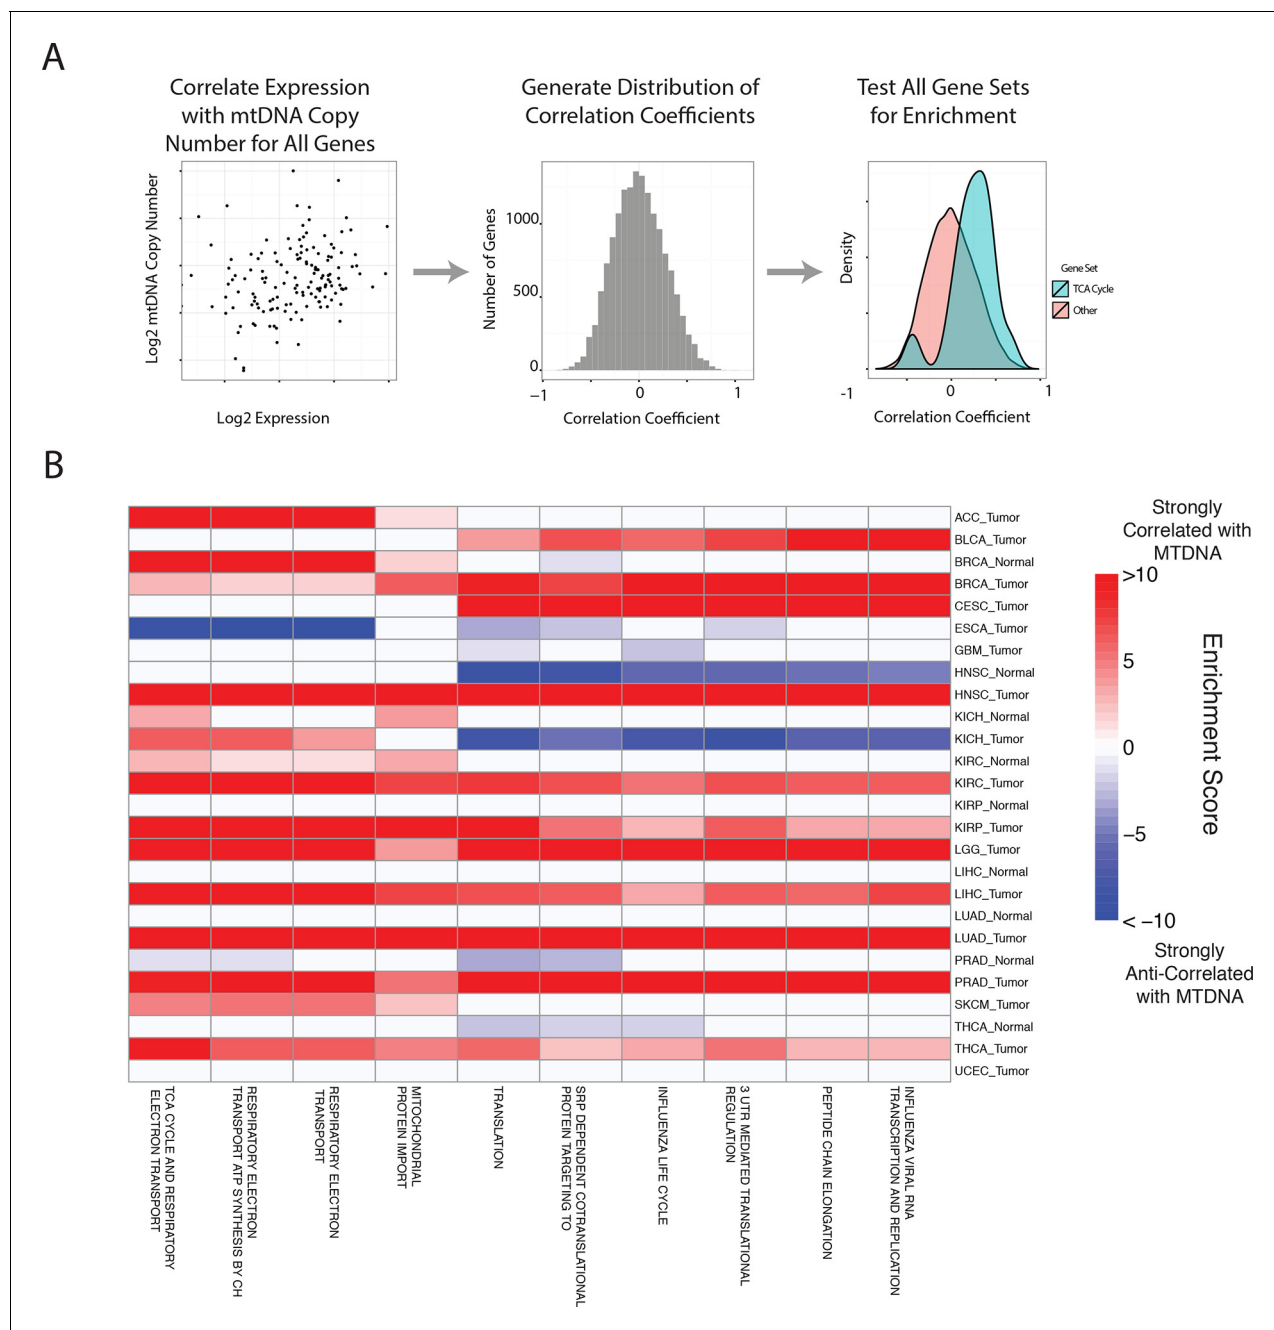 A
Correlate Expression
with mtDNA Copy
Number for All Genes
Log2 mtDNA Copy Number
Log2 Expression
Generate Distribution of
Correlation Coefficients
Number of Genes
1000
500
0
−1
0
1
Correlation Coefficient
Test All Gene Sets
for Enrichment
Density
-1
0
1
Correlation Coefficient
Gene Set
TCA Cycle
Other
B
ACC_Tumor
BLCA_Tumor
BRCA_Normal
BRCA_Tumor
CESC_Tumor
ESCA_Tumor
GBM_Tumor
HNSC_Normal
HNSC_Tumor
KICH_Normal
KICH_Tumor
KIRC_Normal
KIRC_Tumor
KIRP_Normal
KIRP_Tumor
LGG_Tumor
LIHC_Normal
LIHC_Tumor
LUAD_Normal
LUAD_Tumor
PRAD_Normal
PRAD_Tumor
SKCM_Tumor
THCA_Normal
THCA_Tumor
UCEC_Tumor
TCA CYCLE AND RESPIRATORY
ELECTRON TRANSPORT
RESPIRATORY ELECTRON
TRANSPORT ATP SYNTHESIS BY CH
RESPIRATORY ELECTRON
TRANSPORT
MITOCHONDRIAL
PROTEIN IMPORT
TRANSLATION
SRP DEPENDENT COTRANSLATIONAL
PROTEIN TARGETING TO
INFLUENZA LIFE CYCLE
3 UTR MEDIATED TRANSLATIONAL
REGULATION
PEPTIDE CHAIN ELONGATION
INFLUENZA VIRAL RNA
TRANSCRIPTION AND REPLICATION
Strongly
Correlated with
MTDNA
>10
5
0
−5
< −10
Enrichment Score
Strongly
Anti-Correlated
with MTDNA